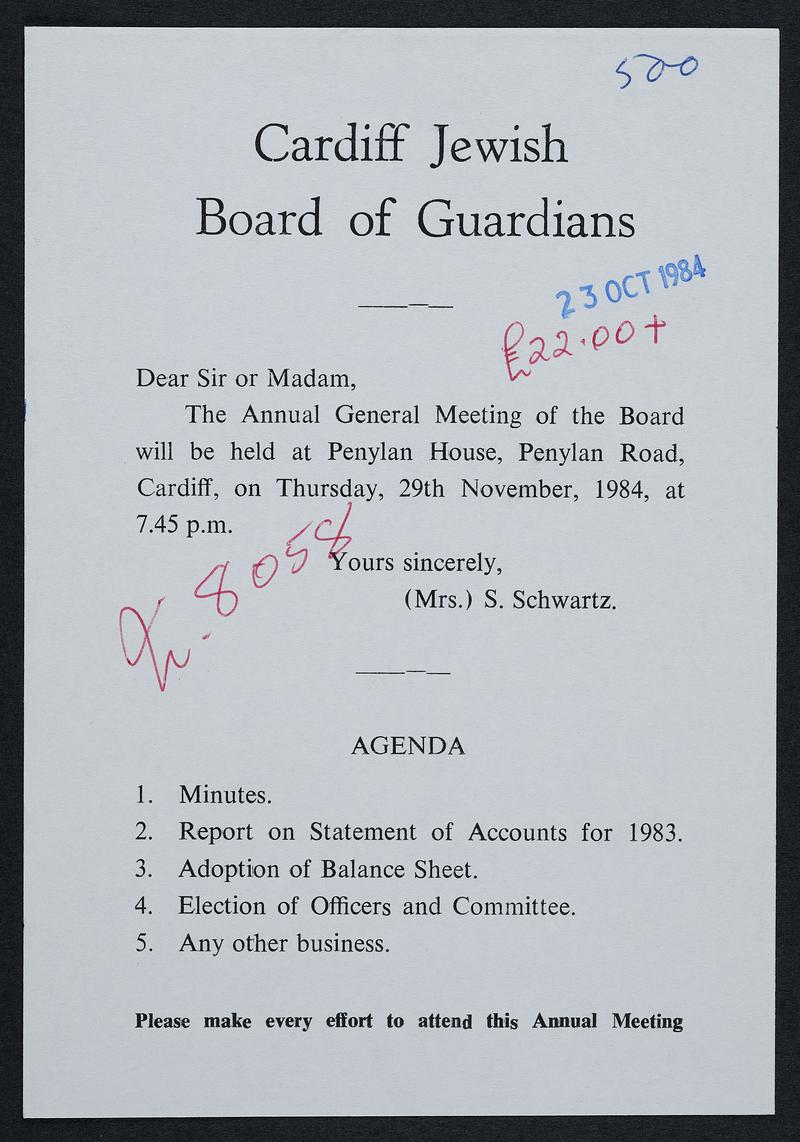 500
Cardiff Jewish
Board of Guardians
23 OCT 1984
£22.00+
Dear Sir or Madam,
The Annual General Meeting of the Board
will be held at Penylan House, Penylan Road,
Cardiff, on Thursday, 29th November, 1984, at
7.45 p.m.
8058
Yours sincerely,
(Mrs.) S. Schwartz.
AGENDA
1. Minutes.
2. Report on Statement of Accounts for 1983.
3. Adoption of Balance Sheet.
4. Election of Officers and Committee.
5. Any other business.
Please make every effort to attend this Annual Meeting